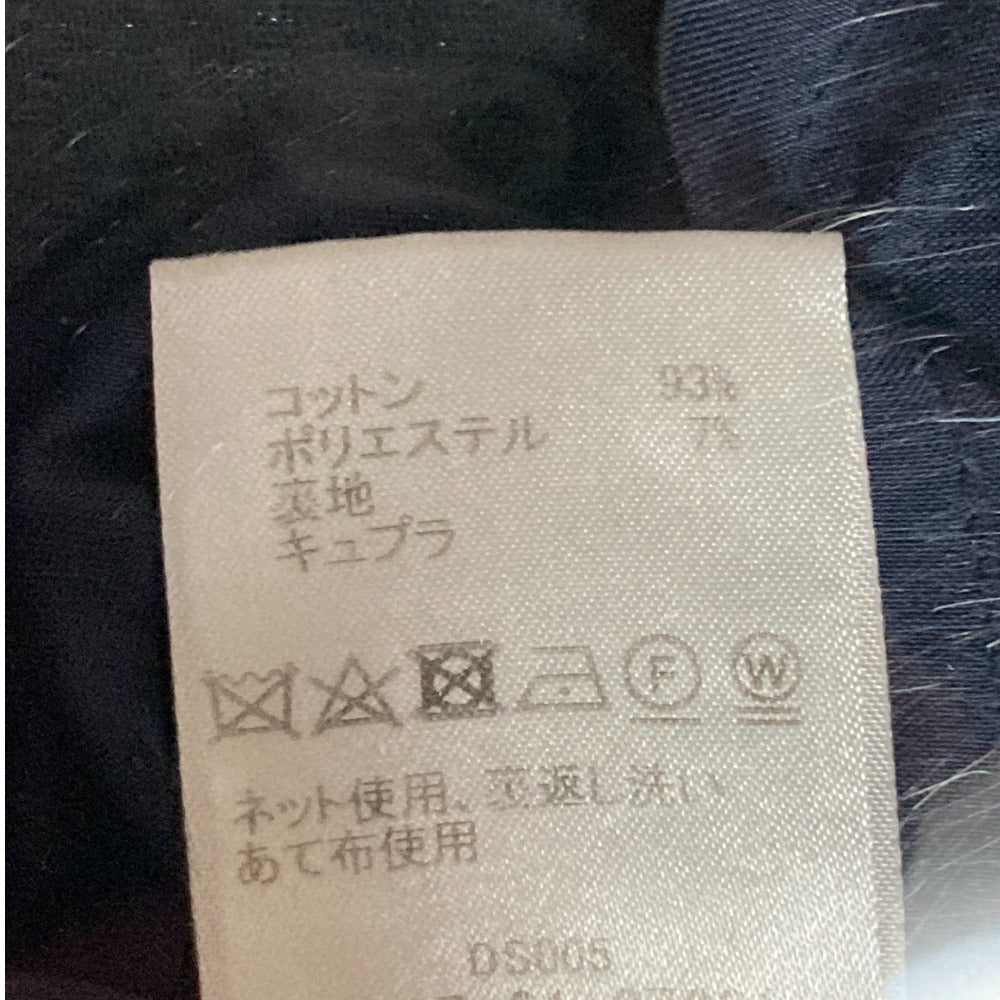 コットン 93%
ポリエステル 7%
裏地
キュプラ
F W
ネット使用、裏返し洗い
あて布使用
DS005